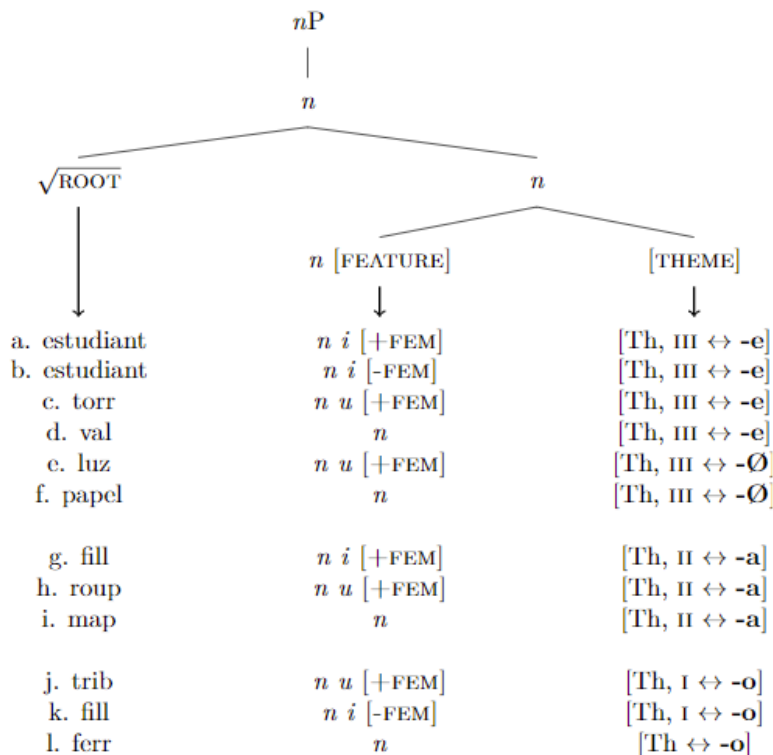 nP
n
√ROOT n
n [FEATURE] [THEME]
a. estudiant n i [+FEM] [Th, III ↔ -e]
b. estudiant n i [-FEM] [Th, III ↔ -e]
c. torr n u [+FEM] [Th, III ↔ -e]
d. val n [Th, III ↔ -e]
e. luz n u [+FEM] [Th, III ↔ -Ø]
f. papel n [Th, III ↔ -Ø]
g. fill n i [+FEM] [Th, II ↔ -a]
h. roup n u [+FEM] [Th, II ↔ -a]
i. map n [Th, II ↔ -a]
j. trib n u [+FEM] [Th, I ↔ -o]
k. fill n i [-FEM] [Th, I ↔ -o]
l. ferr n [Th ↔ -o]